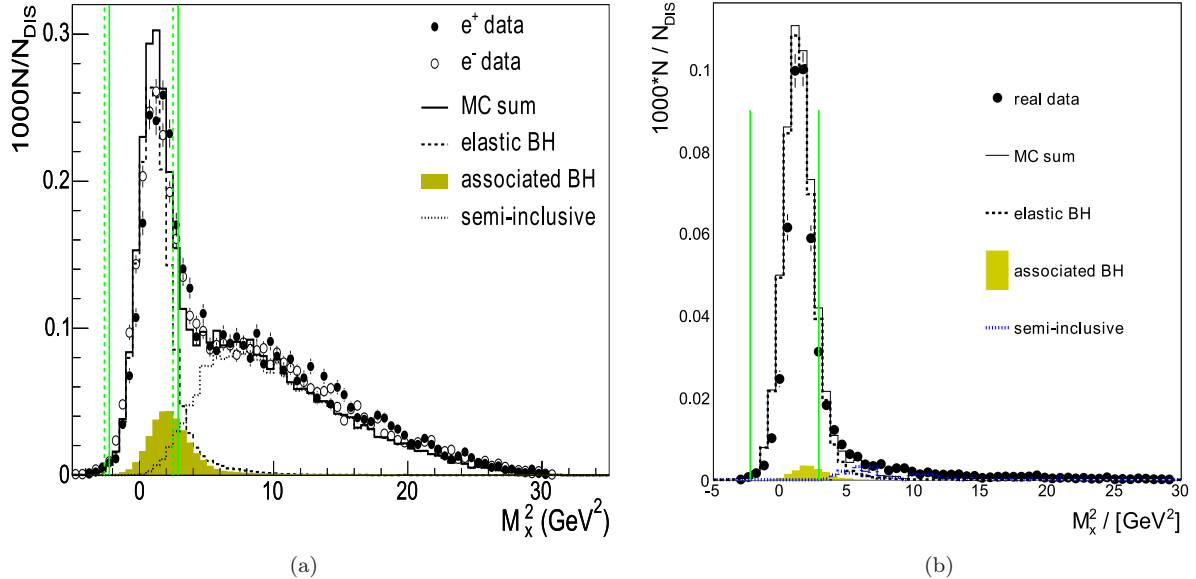 1000N/N_DIS
0.3
0.2
0.1
0
0 10 20 30
M_x^2 (GeV^2)
e^+ data
e^- data
MC sum
elastic BH
associated BH
semi-inclusive
(a)
1000*N / N_DIS
0.1
0.08
0.06
0.04
0.02
0
-5 0 5 10 15 20 25 30
M_x^2 / [GeV^2]
real data
MC sum
elastic BH
associated BH
semi-inclusive
(b)